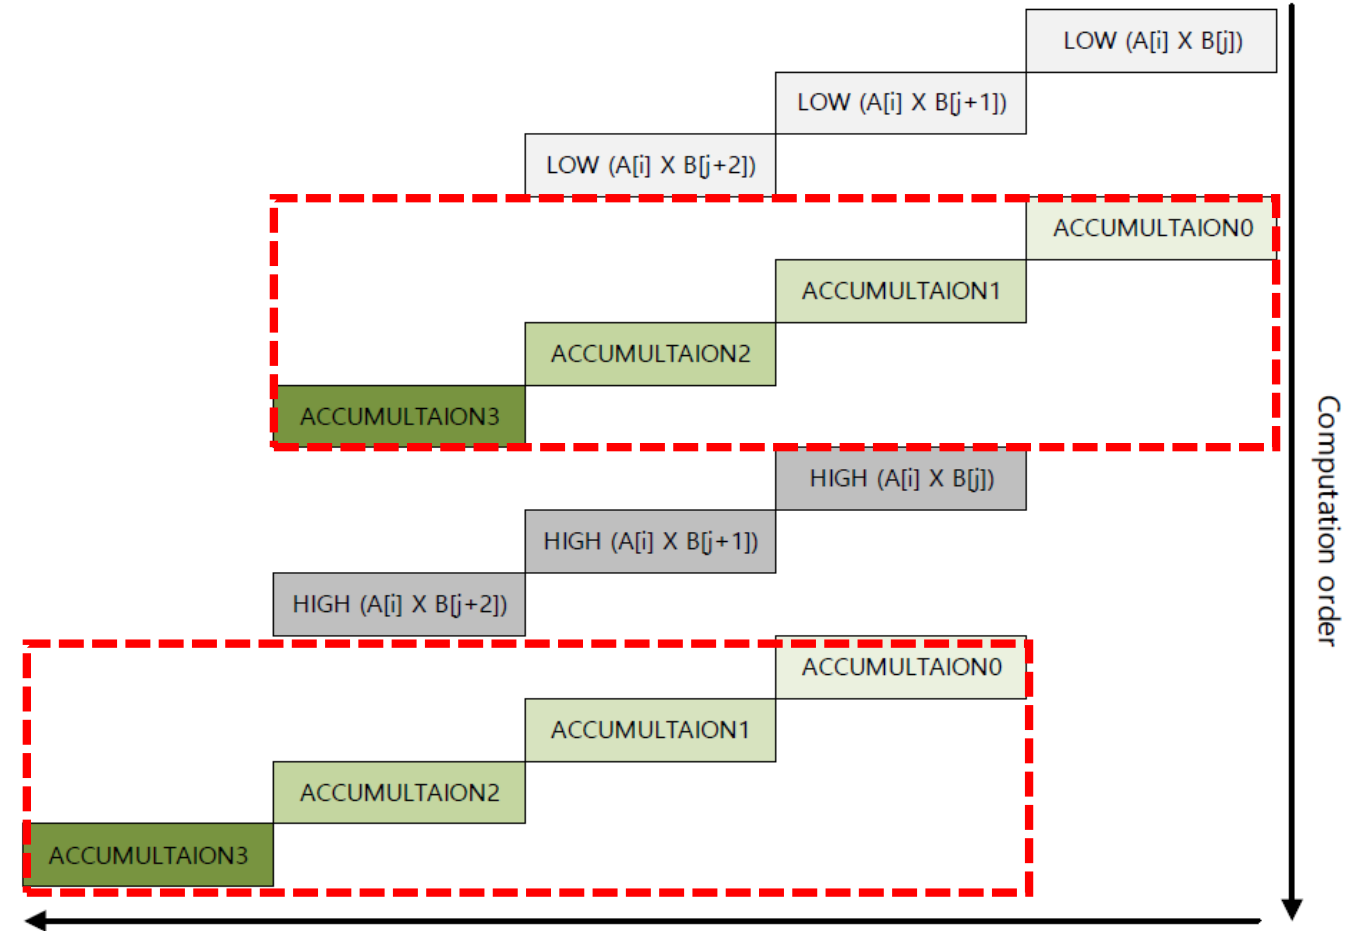 LOW (A[i] X B[j])
LOW (A[i] X B[j+1])
LOW (A[i] X B[j+2])
ACCUMULTAION0
ACCUMULTAION1
ACCUMULTAION2
ACCUMULTAION3
HIGH (A[i] X B[j])
HIGH (A[i] X B[j+1])
HIGH (A[i] X B[j+2])
ACCUMULTAION0
ACCUMULTAION1
ACCUMULTAION2
ACCUMULTAION3
Computation order